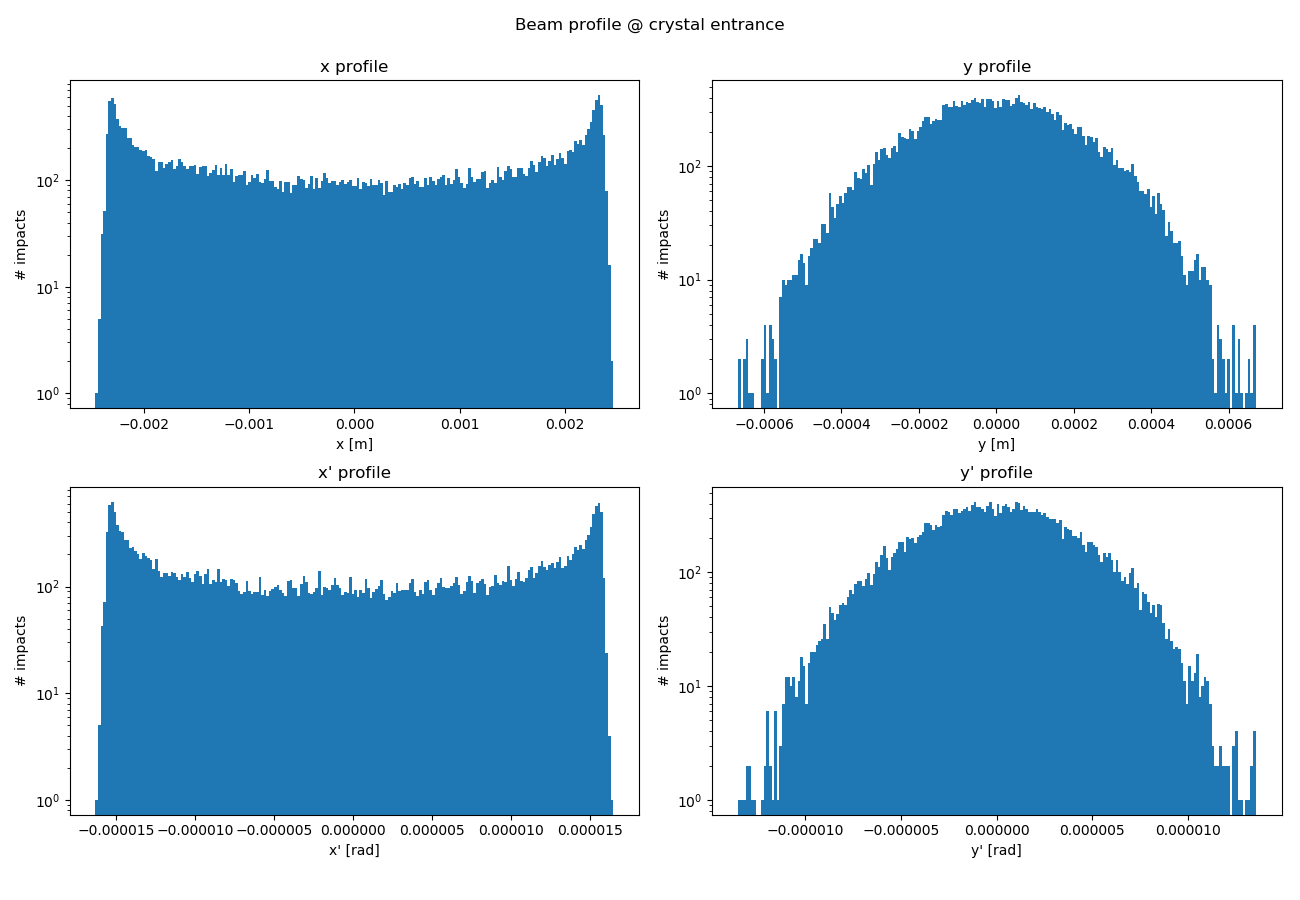 Beam profile @ crystal entrance
x profile
# impacts
10^2
10^1
10^0
−0.002 −0.001 0.000 0.001 0.002
x [m]
y profile
# impacts
10^2
10^1
10^0
−0.0006 −0.0004 −0.0002 0.0000 0.0002 0.0004 0.0006
y [m]
x' profile
# impacts
10^2
10^1
10^0
−0.000015 −0.000010 −0.000005 0.000000 0.000005 0.000010 0.000015
x' [rad]
y' profile
# impacts
10^2
10^1
10^0
−0.000010 −0.000005 0.000000 0.000005 0.000010
y' [rad]